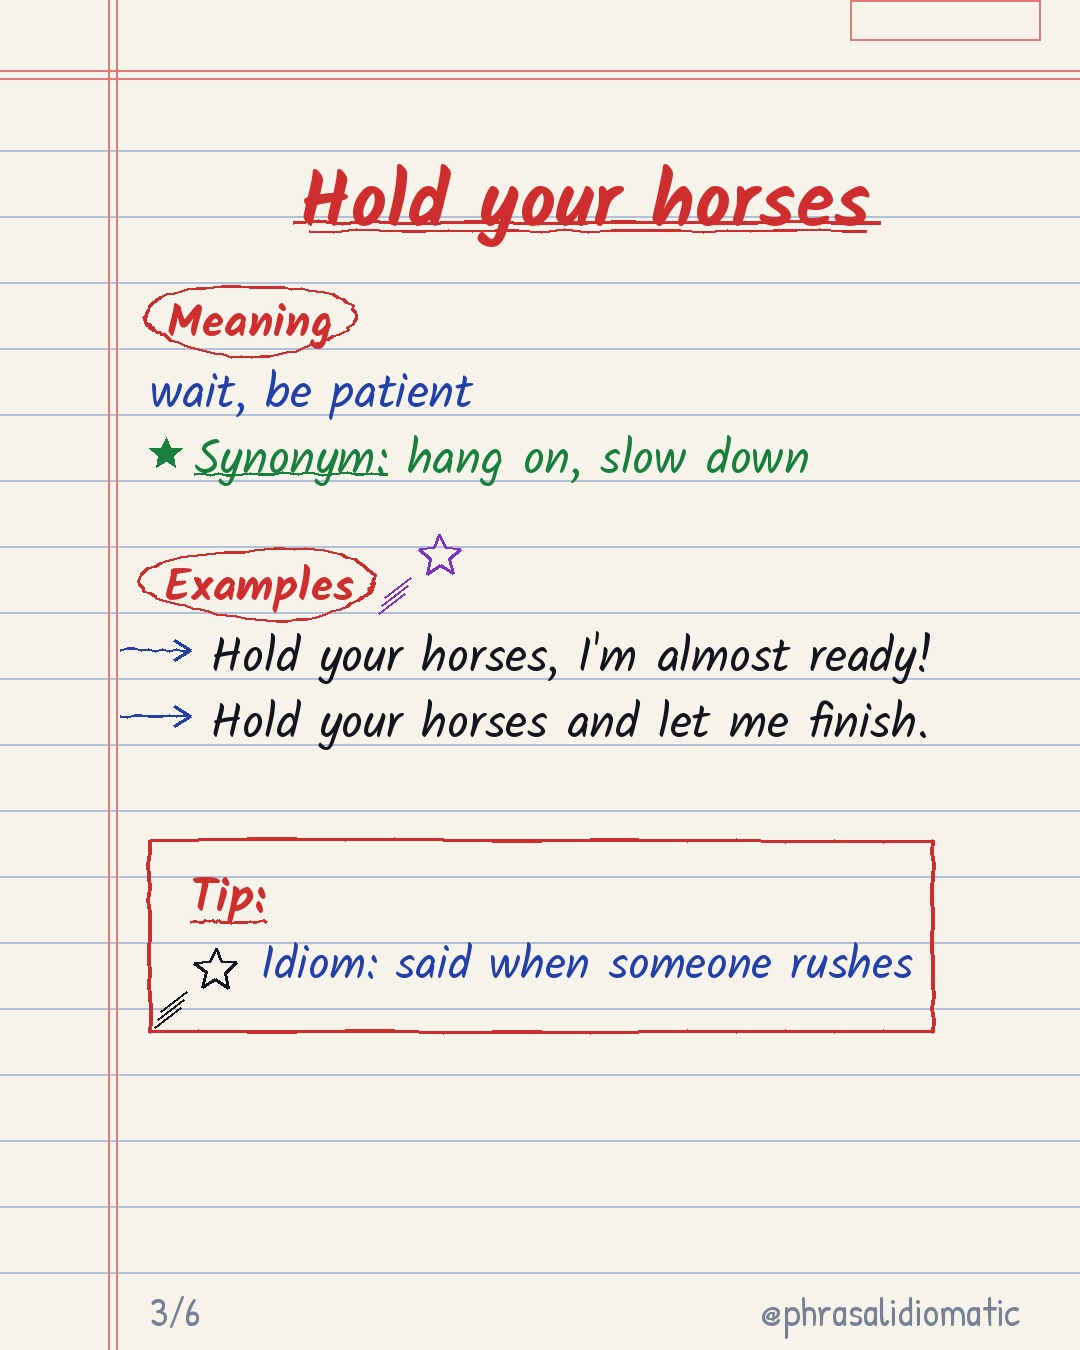 Hold your horses
Meaning
wait, be patient
Synonym: hang on, slow down
Examples
Hold your horses, I'm almost ready!
Hold your horses and let me finish.
Tip:
Idiom: said when someone rushes
3/6
@phrasalidiomatic